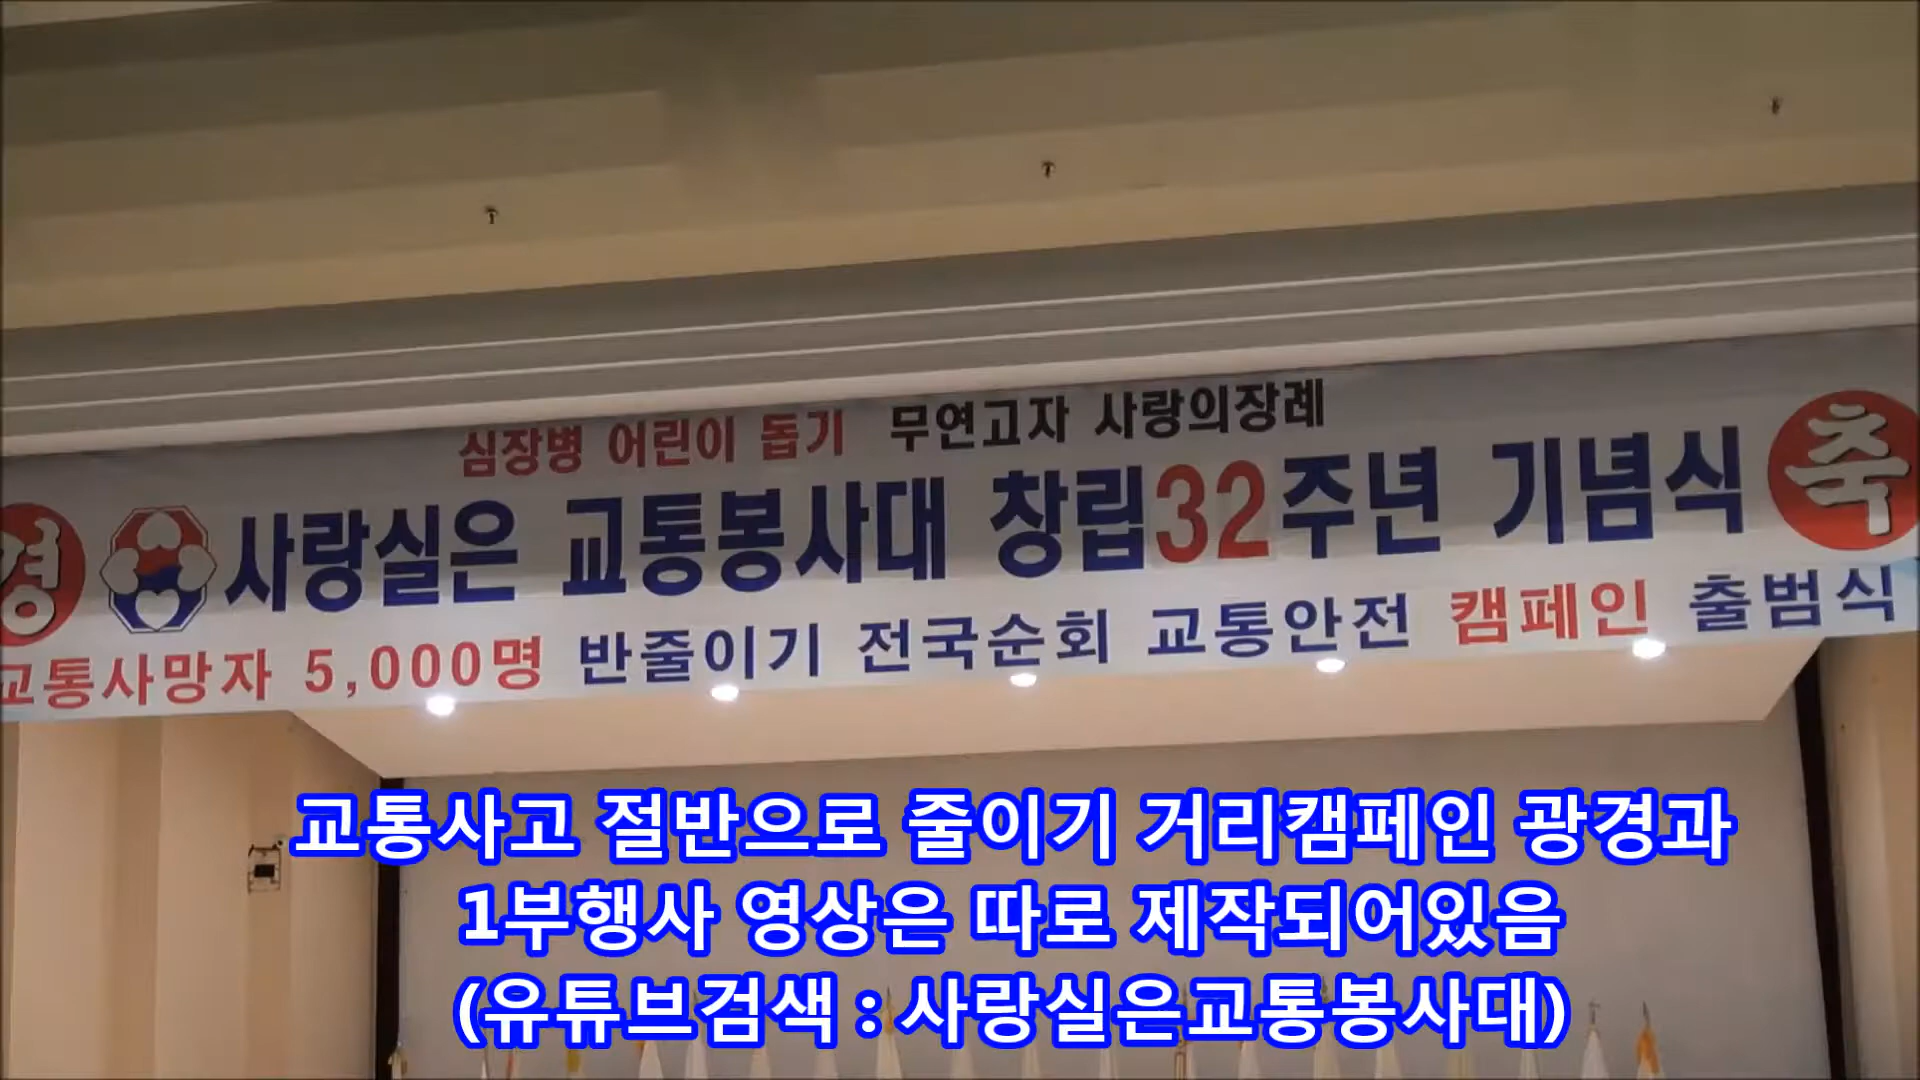 심장병 어린이 돕기 무연고자 사랑의장례
경 사랑실은 교통봉사대 창립32주년 기념식 축
교통사망자 5,000명 반줄이기 전국순회 교통안전 캠페인 출범식
교통사고 절반으로 줄이기 거리캠페인 광경과
1부행사 영상은 따로 제작되어있음
(유튜브검색 : 사랑실은교통봉사대)